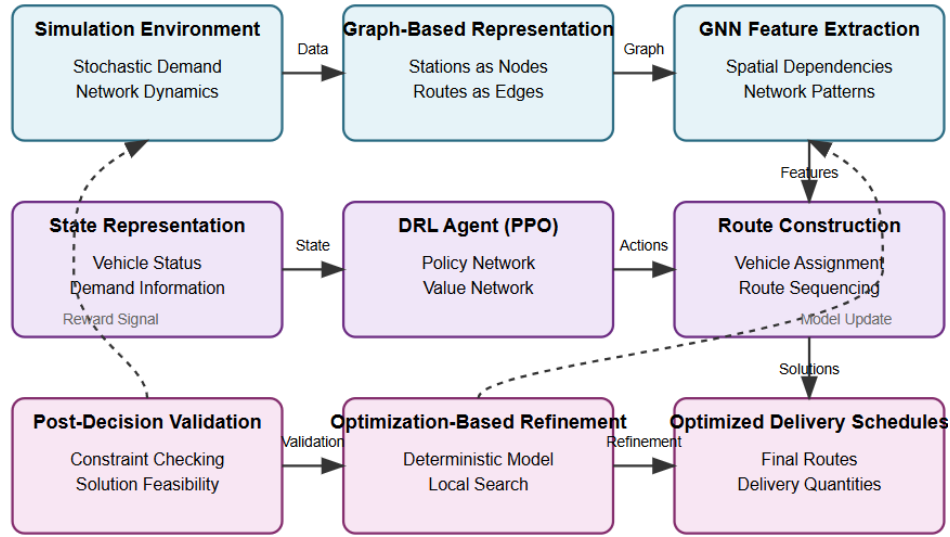 Simulation Environment
Stochastic Demand
Network Dynamics
Data
Graph-Based Representation
Stations as Nodes
Routes as Edges
Graph
GNN Feature Extraction
Spatial Dependencies
Network Patterns
Features
State Representation
Vehicle Status
Demand Information
Reward Signal
State
DRL Agent (PPO)
Policy Network
Value Network
Actions
Route Construction
Vehicle Assignment
Route Sequencing
Model Update
Solutions
Post-Decision Validation
Constraint Checking
Solution Feasibility
Validation
Optimization-Based Refinement
Deterministic Model
Local Search
Refinement
Optimized Delivery Schedules
Final Routes
Delivery Quantities